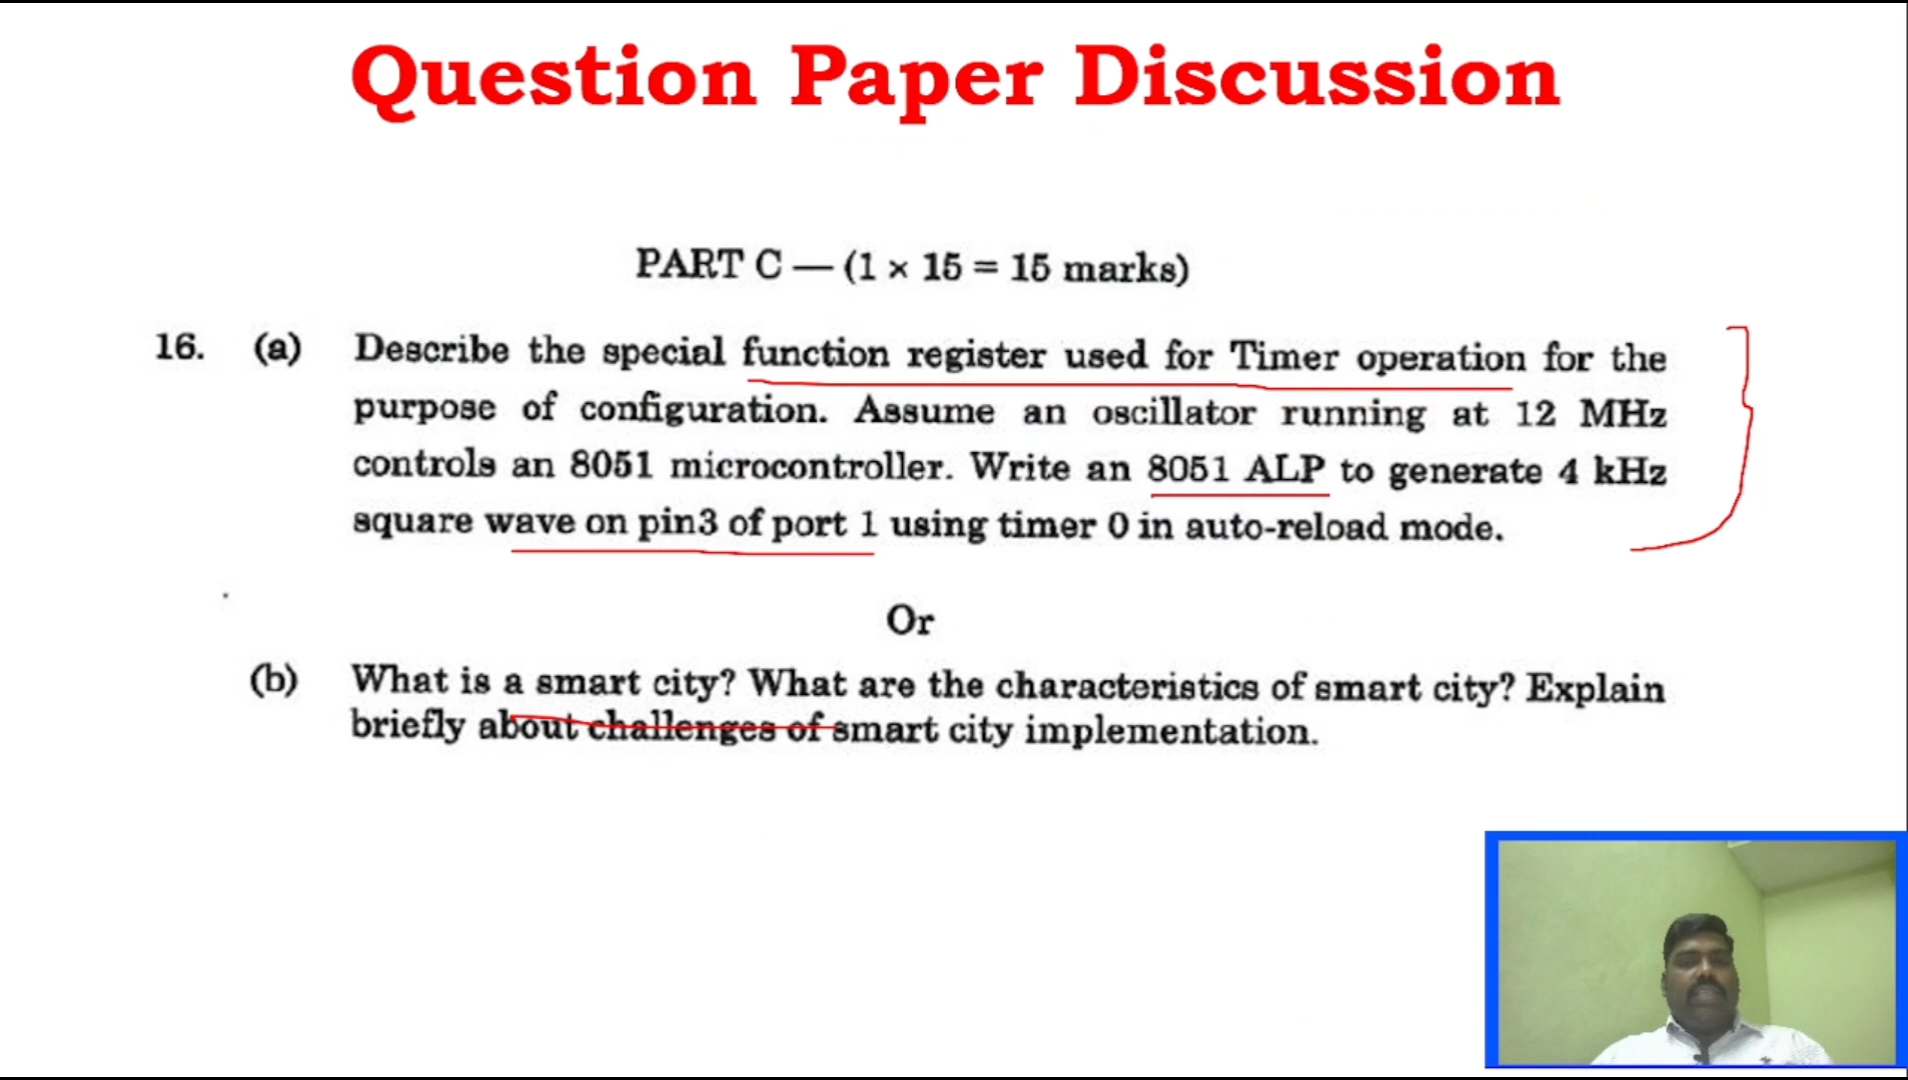 Question Paper Discussion
PART C — (1 × 15 = 15 marks)
16. (a) Describe the special function register used for Timer operation for the
purpose of configuration. Assume an oscillator running at 12 MHz
controls an 8051 microcontroller. Write an 8051 ALP to generate 4 kHz
square wave on pin3 of port 1 using timer 0 in auto-reload mode.
Or
(b) What is a smart city? What are the characteristics of smart city? Explain
briefly about challenges of smart city implementation.